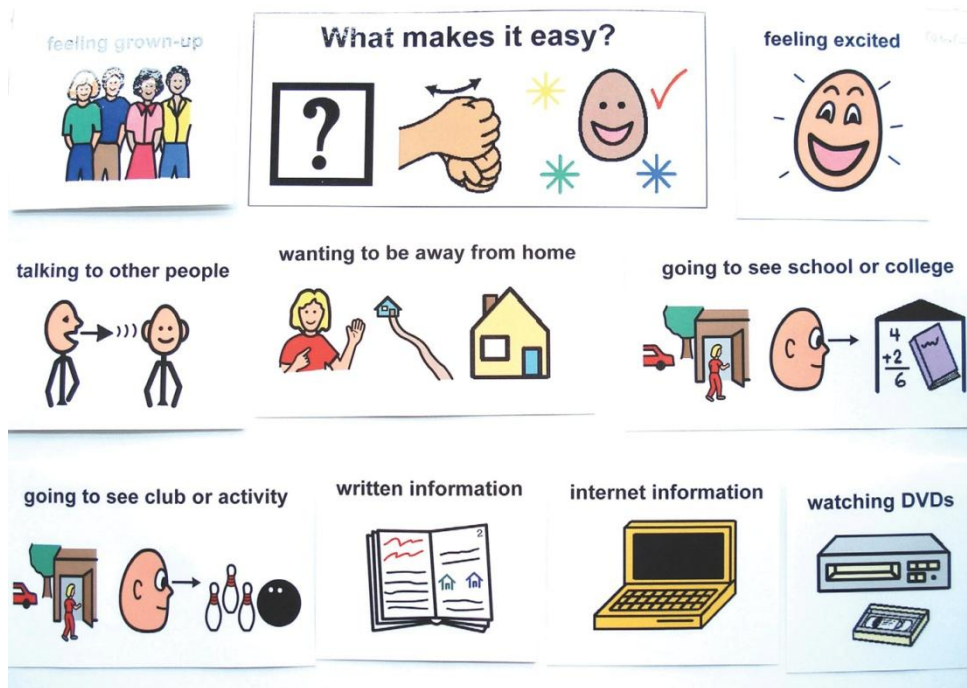 feeling grown-up
What makes it easy?
?
feeling excited
talking to other people
wanting to be away from home
going to see school or college
4
+2
6
going to see club or activity
written information
2
internet information
watching DVDs